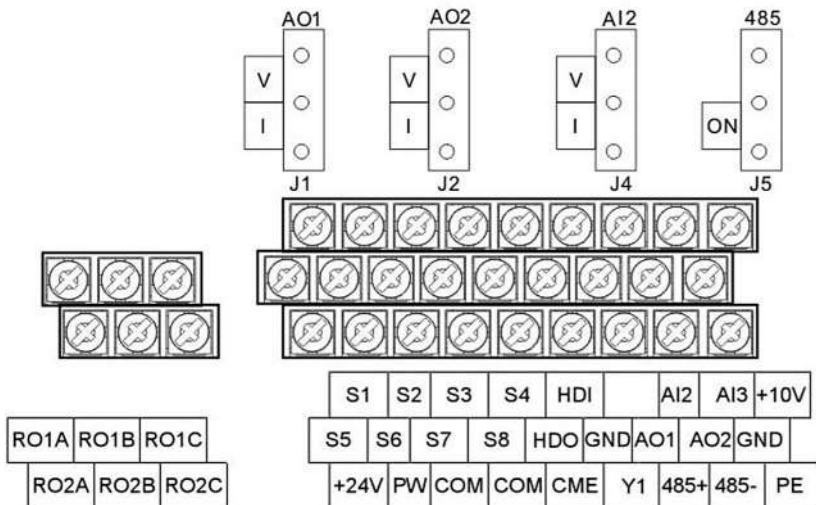 AO1 AO2 AI2 485
V V V
I I I ON
J1 J2 J4 J5
S1 S2 S3 S4 HDI AI2 AI3 +10V
RO1A RO1B RO1C S5 S6 S7 S8 HDO GND AO1 AO2 GND
RO2A RO2B RO2C +24V PW COM COM CME Y1 485+ 485- PE